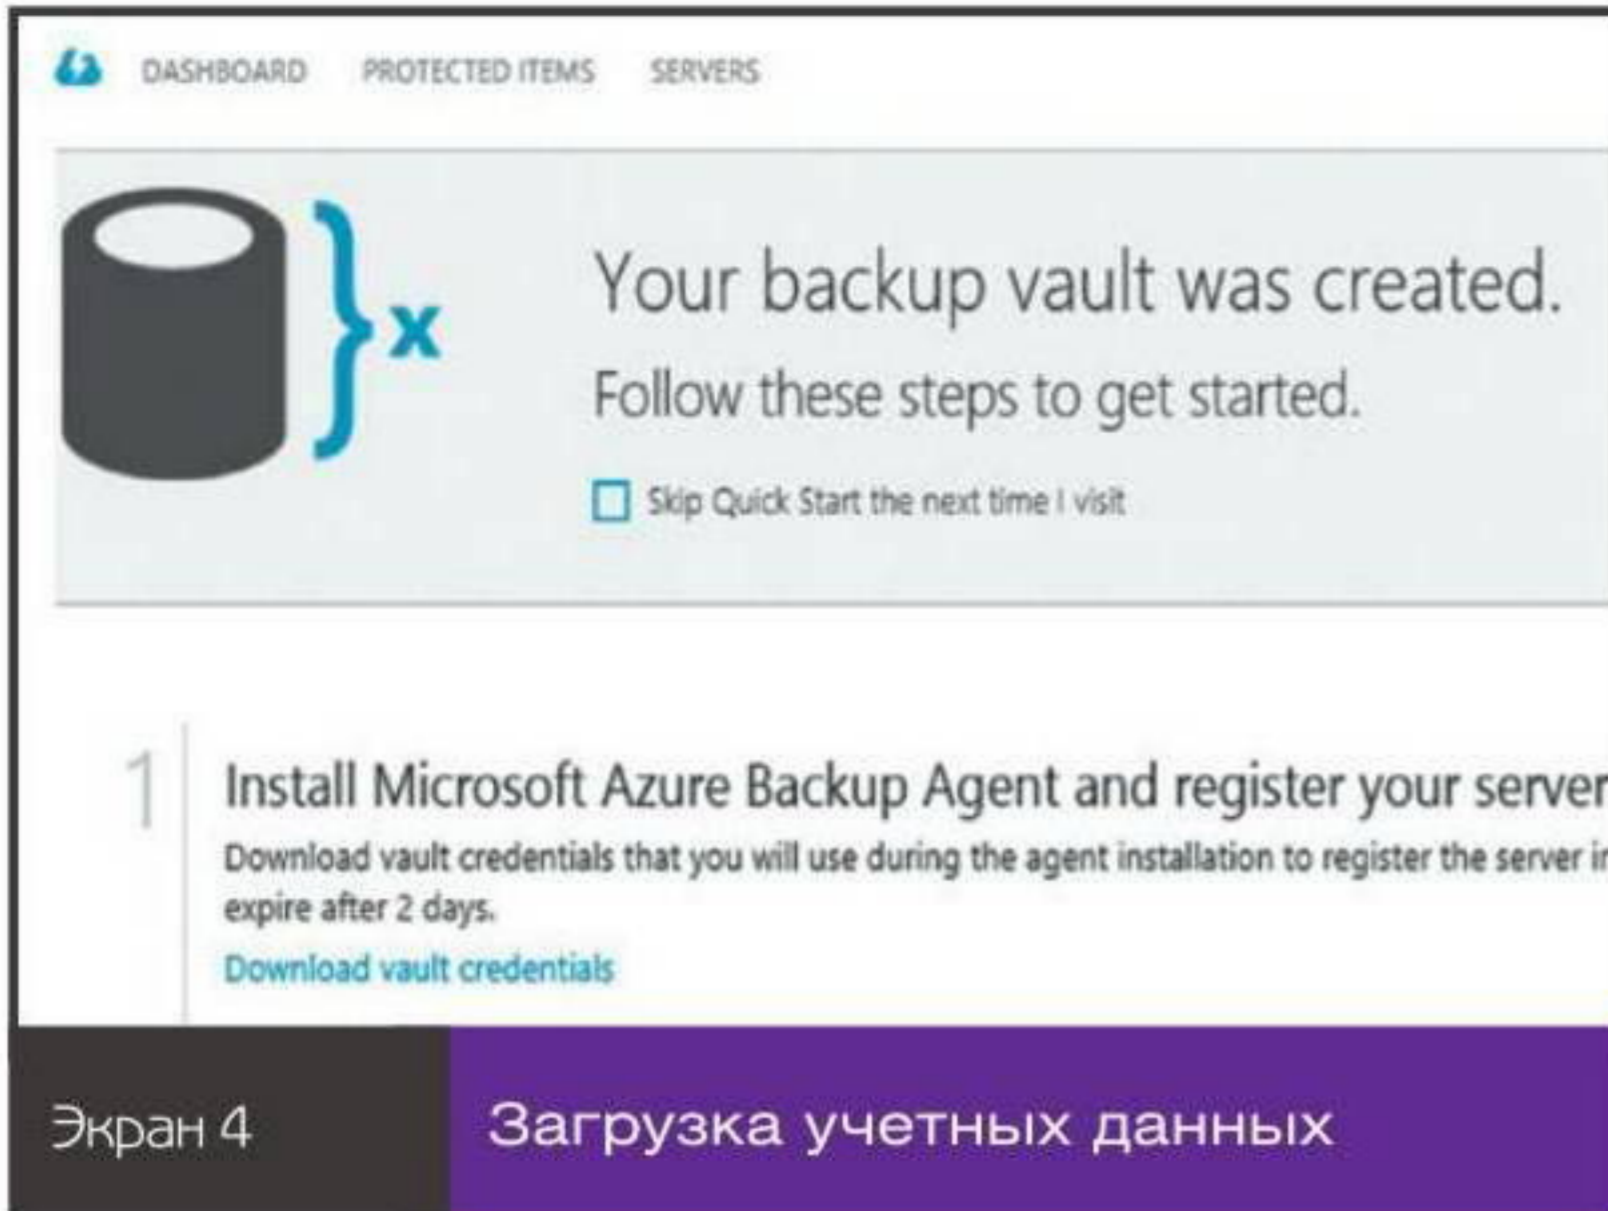 DASHBOARD PROTECTED ITEMS SERVERS
} x
Your backup vault was created.
Follow these steps to get started.
Skip Quick Start the next time I visit
1
Install Microsoft Azure Backup Agent and register your server
Download vault credentials that you will use during the agent installation to register the server
expire after 2 days.
Download vault credentials
Экран 4
Загрузка учетных данных